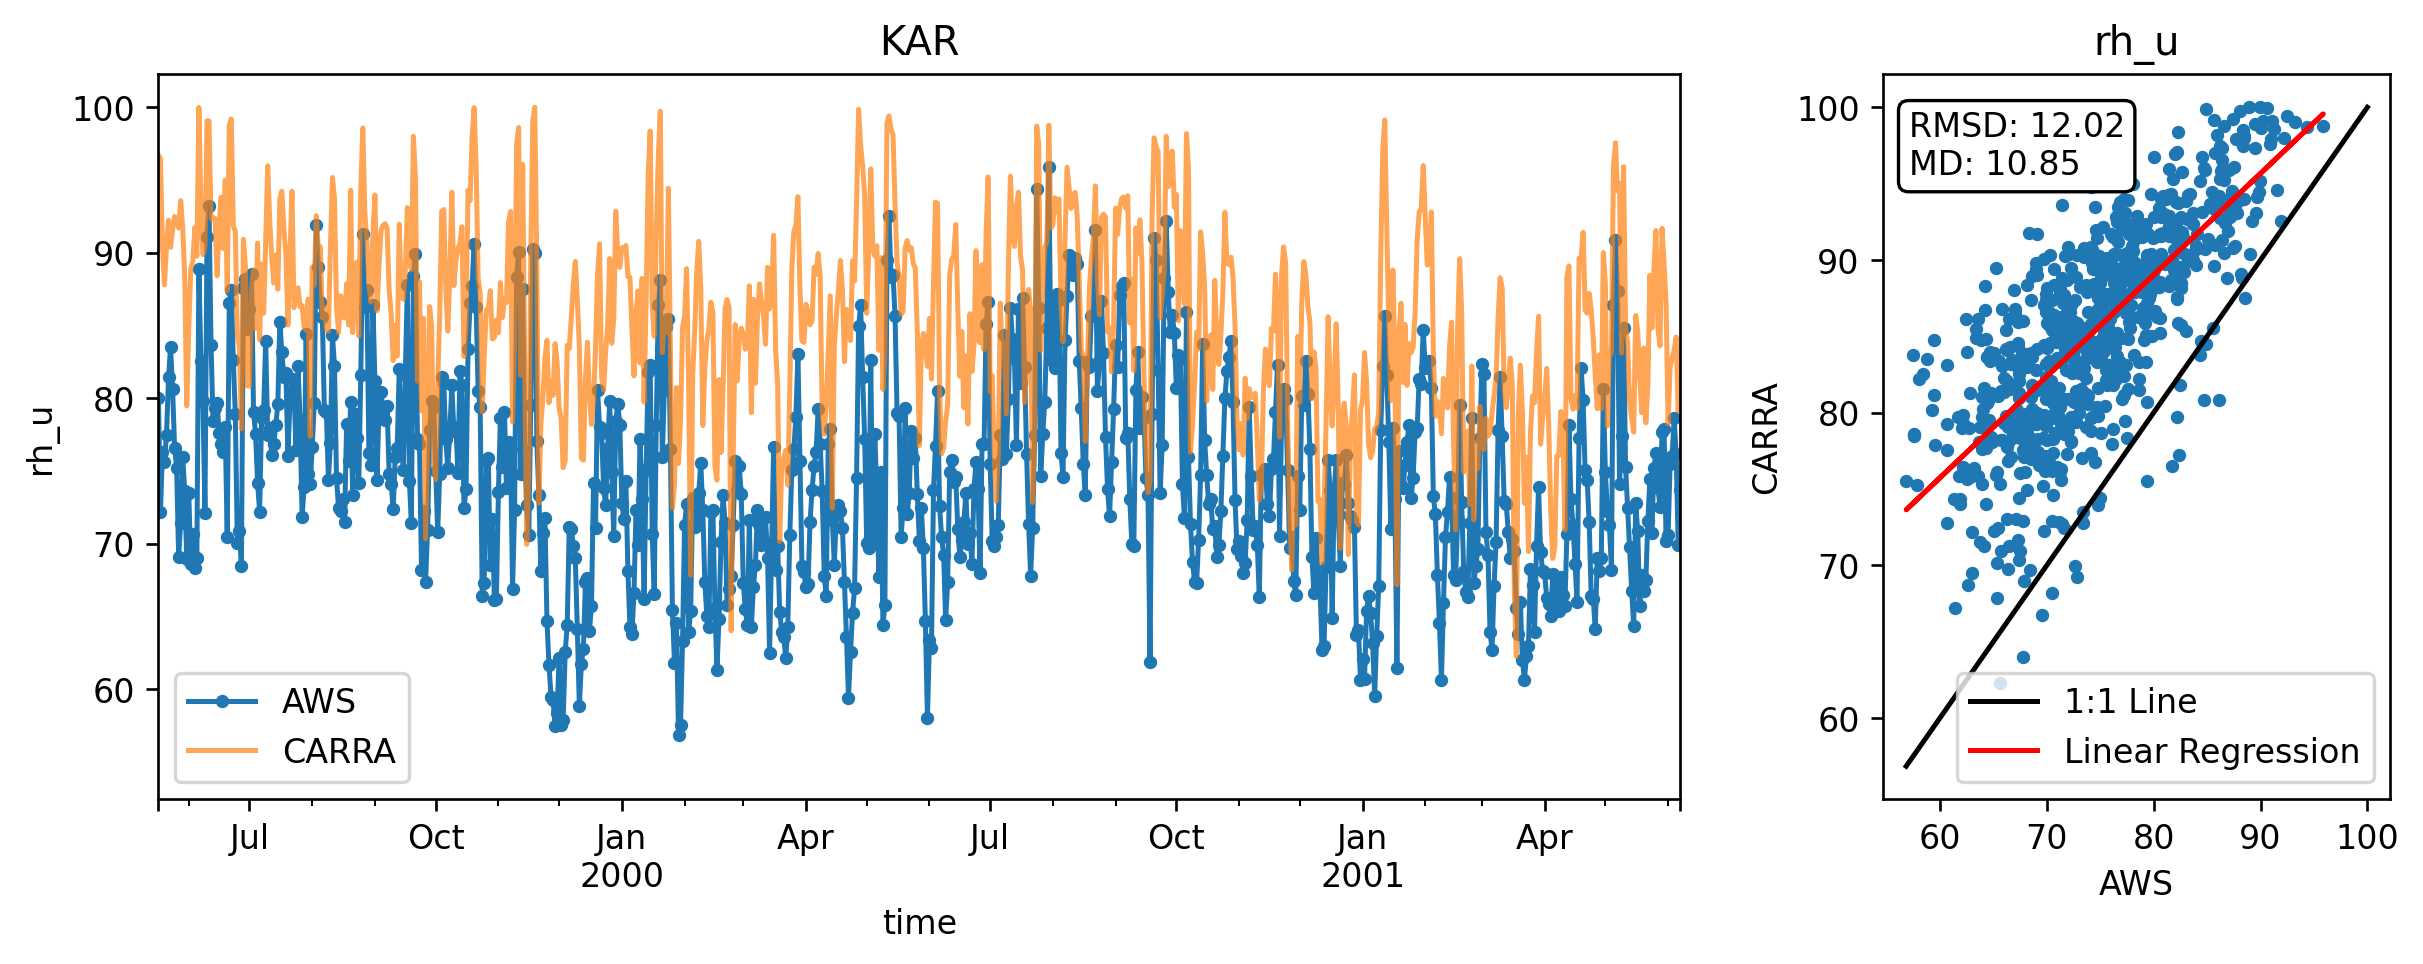 KAR
rh_u
100
90
80
70
60
rh_u
AWS
CARRA
Jul
Oct
Jan
2000
Apr
Jul
Oct
Jan
2001
Apr
time
100
90
80
70
60
CARRA
RMSD: 12.02
MD: 10.85
1:1 Line
Linear Regression
60
70
80
90
100
AWS